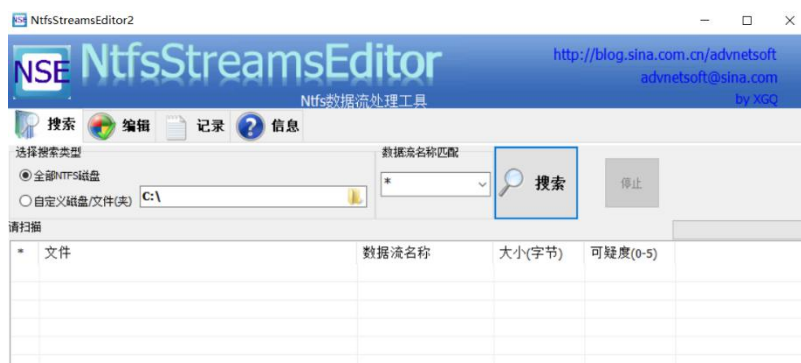 NSE NtfsStreamsEditor2
NSE NtfsStreamsEditor
Ntfs数据流处理工具
http://blog.sina.com.cn/advnetsoft
advnetsoft@sina.com
by XGQ
搜索 编辑 记录 信息
选择搜索类型
全部NTFS磁盘
自定义磁盘/文件(夹) C:\
数据流名称匹配
*
搜索
停止
请扫描
* 文件 数据流名称 大小(字节) 可疑度(0-5)